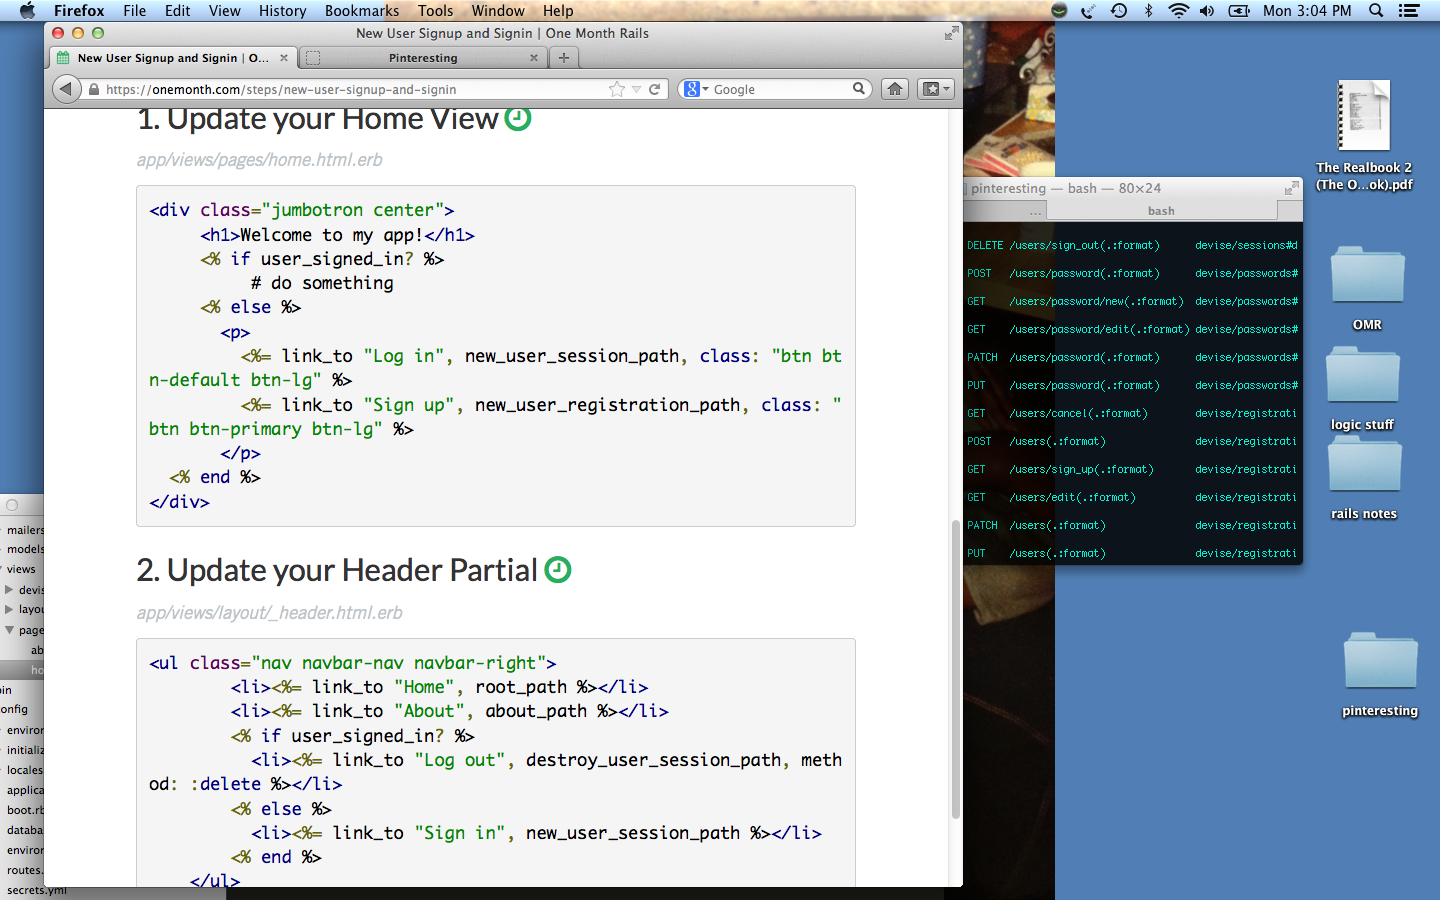 Firefox File Edit View History Bookmarks Tools Window Help
Mon 3:04 PM
New User Signup and Signin | One Month Rails
New User Signup and Signin | O...
Pinteresting
https://onemonth.com/steps/new-user-signup-and-signin
Google
1. Update your Home View
app/views/pages/home.html.erb
<div class="jumbotron center">
<h1>Welcome to my app!</h1>
<% if user_signed_in? %>
# do something
<% else %>
<p>
<%= link_to "Log in", new_user_session_path, class: "btn bt
n-default btn-lg" %>
<%= link_to "Sign up", new_user_registration_path, class: "
btn btn-primary btn-lg" %>
</p>
<% end %>
</div>
2. Update your Header Partial
app/views/layout/_header.html.erb
<ul class="nav navbar-nav navbar-right">
<li><%= link_to "Home", root_path %></li>
<li><%= link_to "About", about_path %></li>
<% if user_signed_in? %>
<li><%= link_to "Log out", destroy_user_session_path, meth
od: :delete %></li>
<% else %>
<li><%= link_to "Sign in", new_user_session_path %></li>
<% end %>
</ul>
mailers
models
views
devis
layou
page
ab
ho
in
onfig
environ
initializ
locales
applica
boot.rb
databa
environ
routes.
secrets.yml
pinteresting — bash — 80×24
...
bash
DELETE /users/sign_out(.:format) devise/sessions#d
POST /users/password(.:format) devise/passwords#
GET /users/password/new(.:format) devise/passwords#
GET /users/password/edit(.:format) devise/passwords#
PATCH /users/password(.:format) devise/passwords#
PUT /users/password(.:format) devise/passwords#
GET /users/cancel(.:format) devise/registrati
POST /users(.:format) devise/registrati
GET /users/sign_up(.:format) devise/registrati
GET /users/edit(.:format) devise/registrati
PATCH /users(.:format) devise/registrati
PUT /users(.:format) devise/registrati
The Realbook 2
(The O...ok).pdf
OMR
logic stuff
rails notes
pinteresting